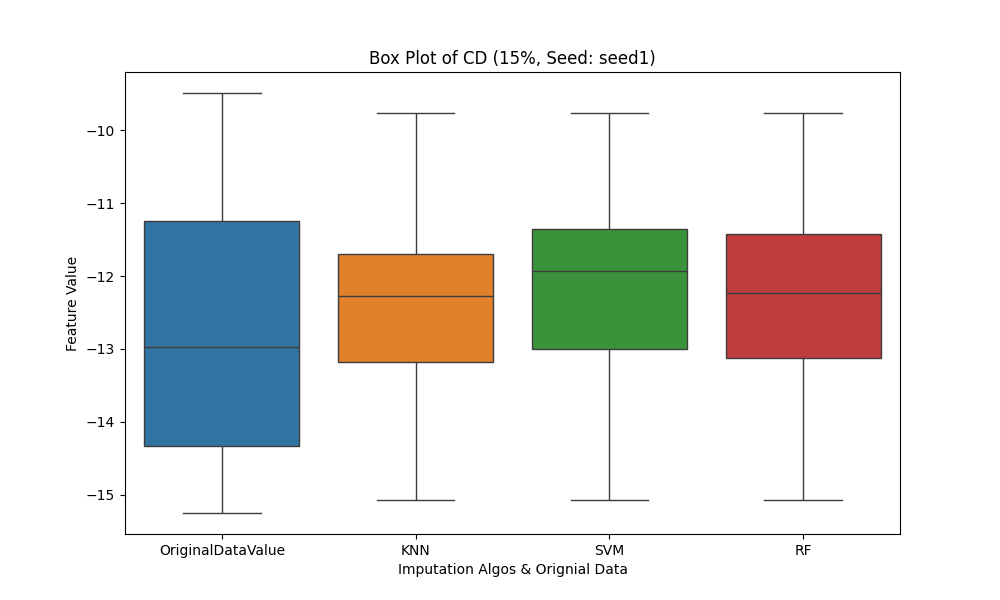 Box Plot of CD (15%, Seed: seed1)
Feature Value
−10
−11
−12
−13
−14
−15
OriginalDataValue
KNN
SVM
RF
Imputation Algos & Orignial Data